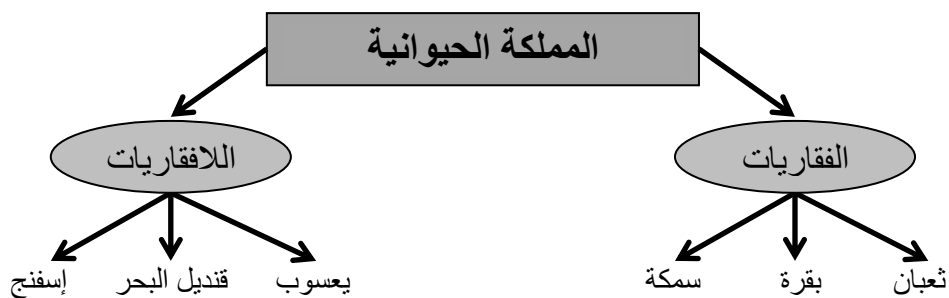 المملكة الحيوانية
الفقاريات
اللافقاريات
ثعبان
بقرة
سمكة
يعسوب
قنديل البحر
إسفنج